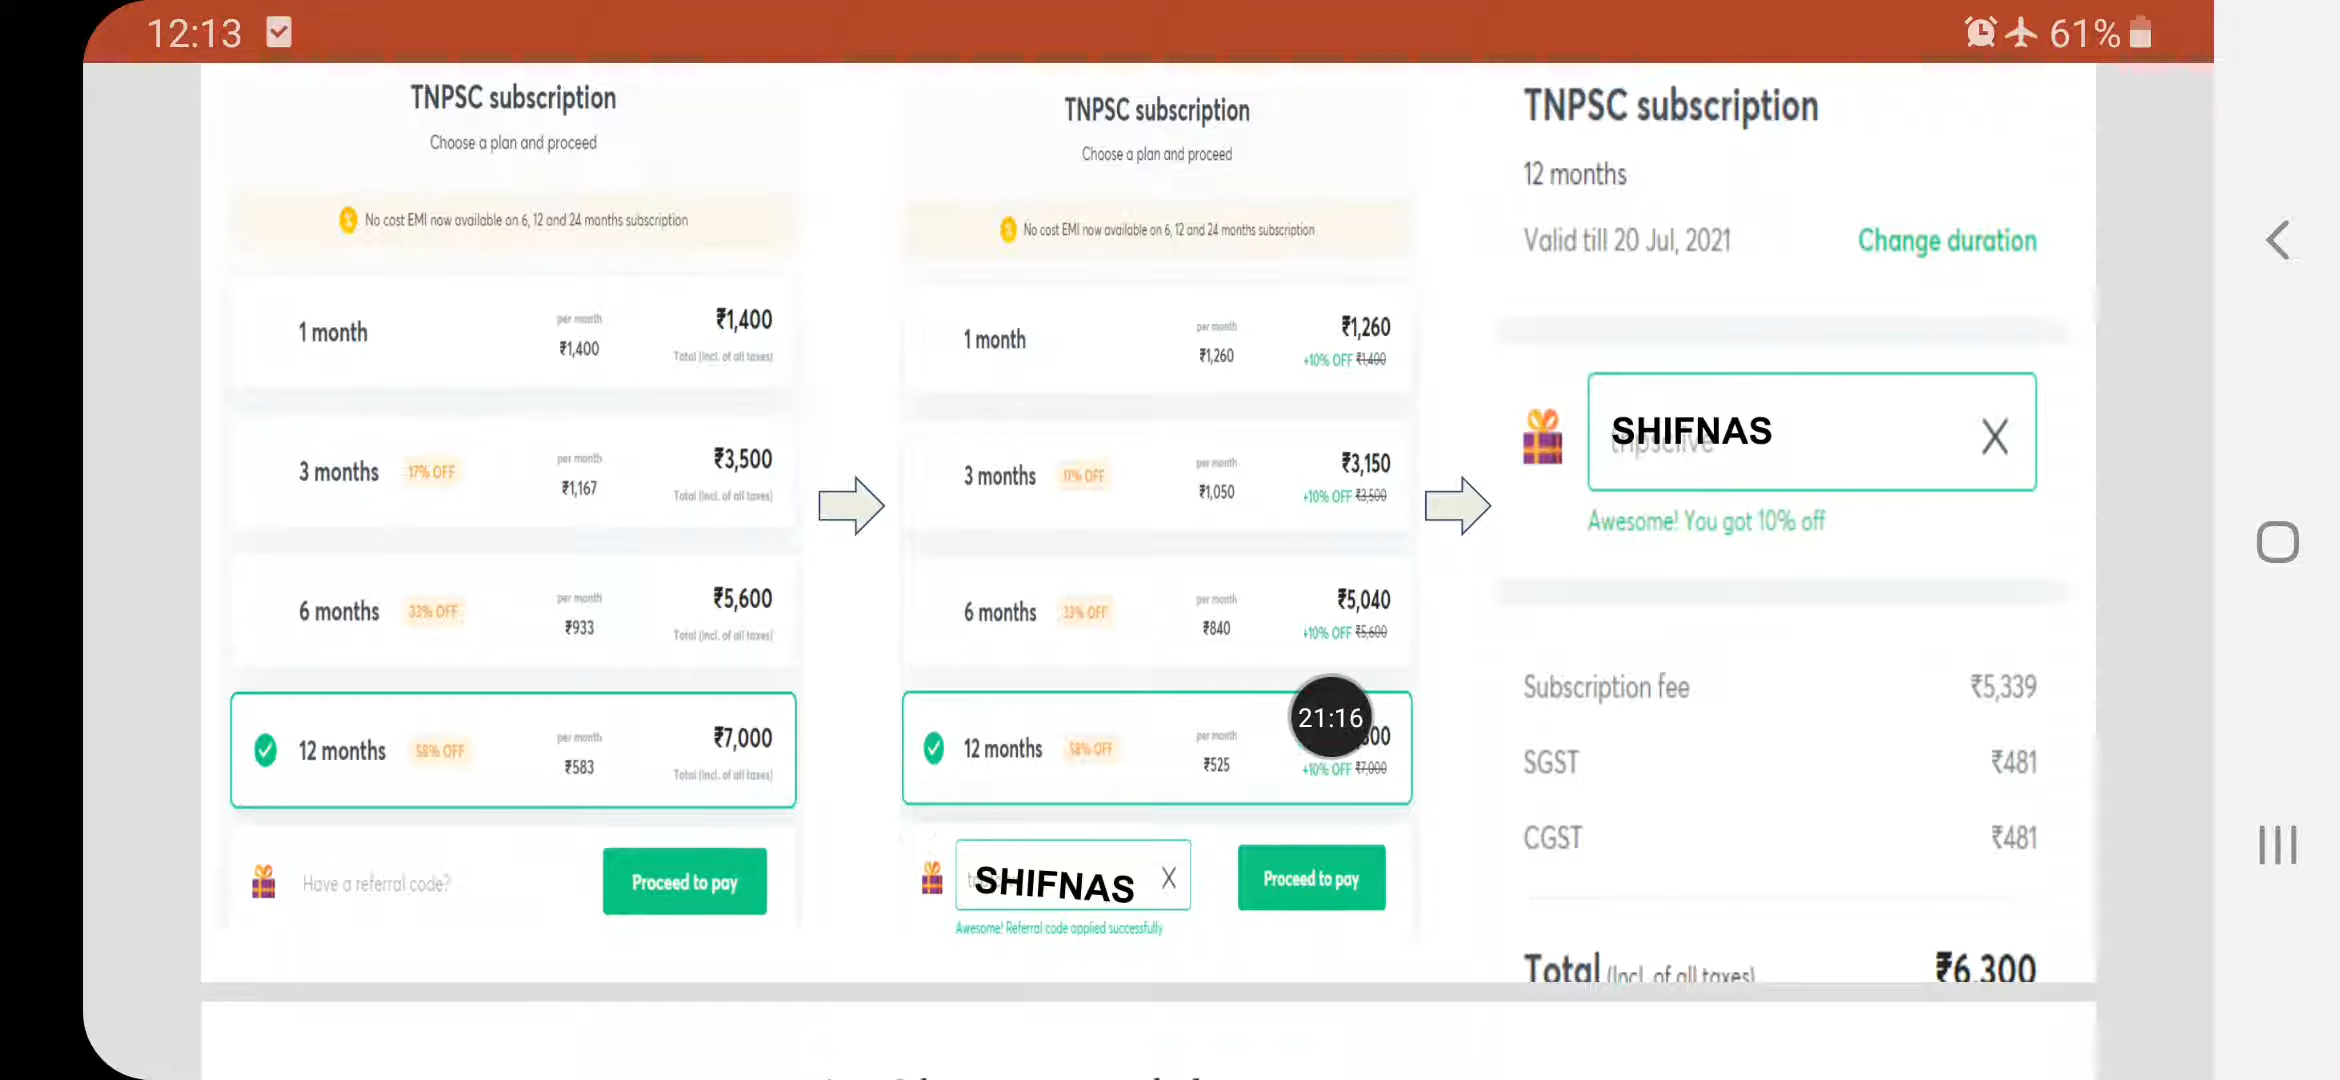 12:13
61%
TNPSC subscription
Choose a plan and proceed
No cost EMI now available on 6, 12 and 24 months subscription
1 month
per month
₹1,400
₹1,400
Total (Incl. of all taxes)
3 months
17% OFF
per month
₹1,167
₹3,500
Total (Incl. of all taxes)
6 months
33% OFF
per month
₹933
₹5,600
Total (Incl. of all taxes)
12 months
58% OFF
per month
₹583
₹7,000
Total (Incl. of all taxes)
Have a referral code?
Proceed to pay
TNPSC subscription
Choose a plan and proceed
No cost EMI now available on 6, 12 and 24 months subscription
1 month
per month
₹1,260
₹1,260
+10% OFF ₹1,400
3 months
17% OFF
per month
₹1,050
₹3,150
+10% OFF ₹3,500
6 months
33% OFF
per month
₹840
₹5,040
+10% OFF ₹5,600
12 months
58% OFF
per month
₹525
21:16
+10% OFF ₹7,000
SHIFNAS
X
Proceed to pay
Awesome! Referral code applied successfully
TNPSC subscription
12 months
Valid till 20 Jul, 2021
Change duration
SHIFNAS
X
Awesome! You got 10% off
Subscription fee
₹5,339
SGST
₹481
CGST
₹481
Total (Incl. of all taxes)
₹6,300